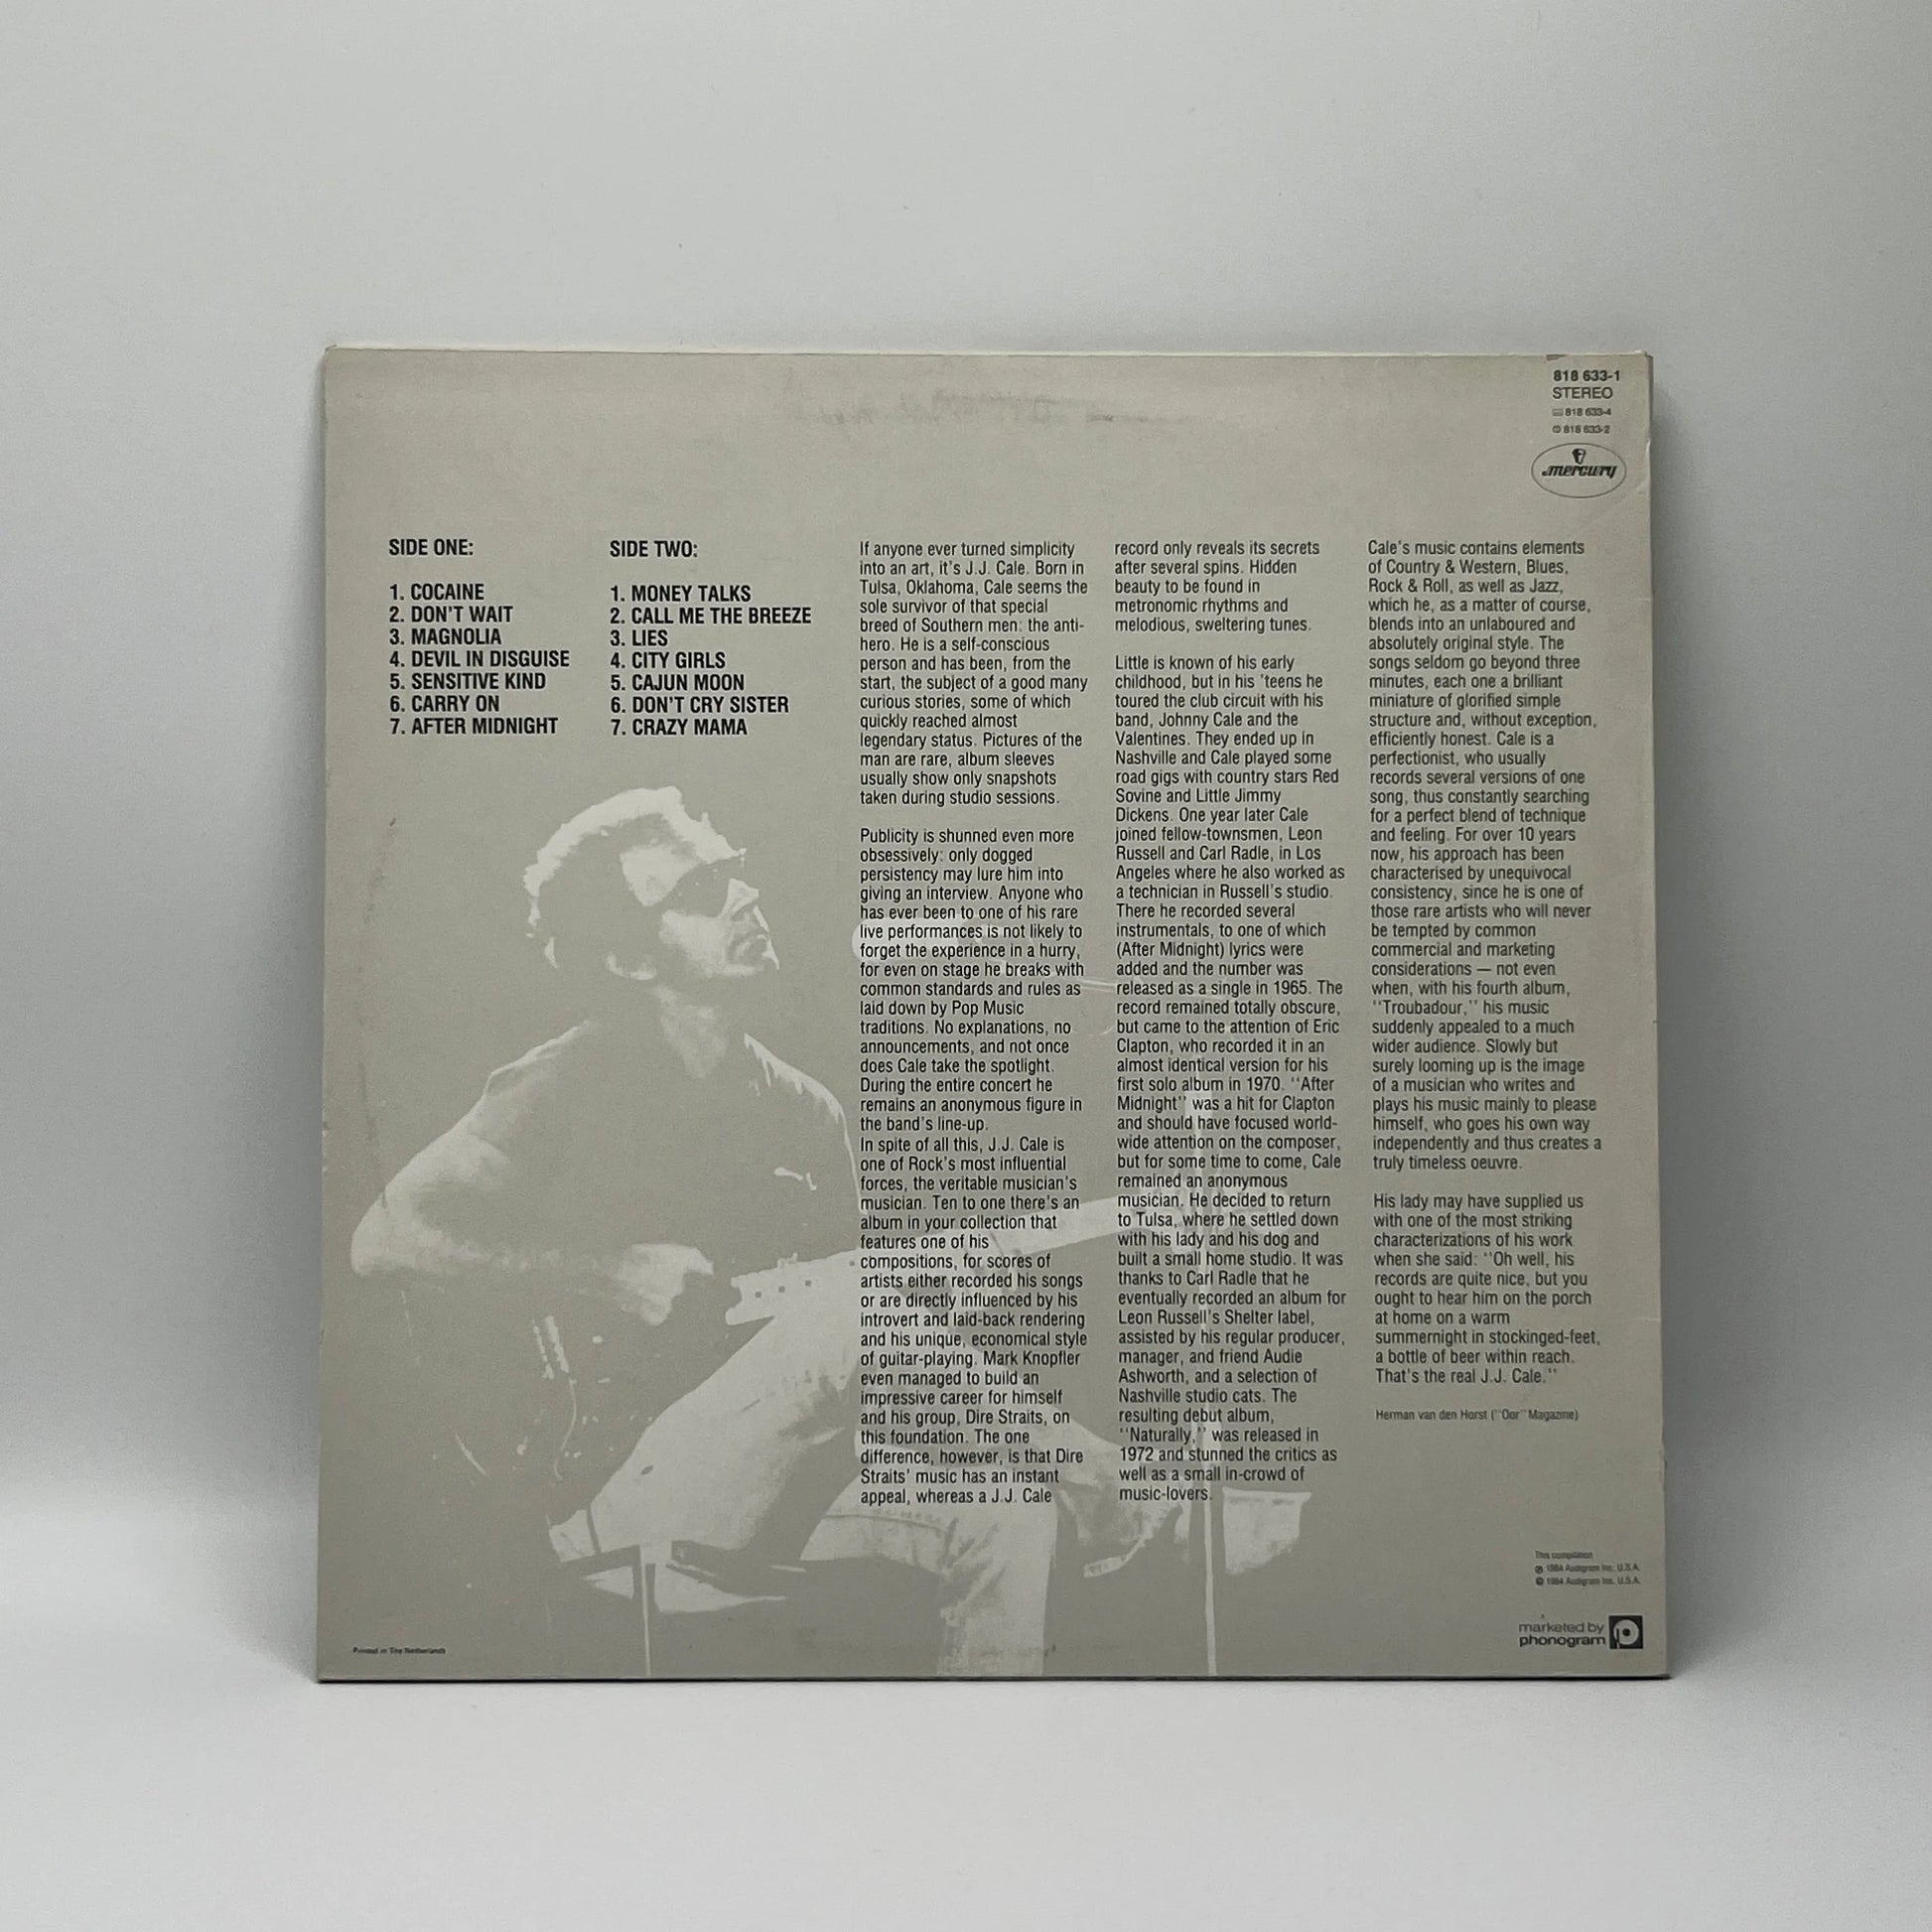 818 633-1
STEREO
818 633-4
818 633-2
mercury
SIDE ONE:
1. COCAINE
2. DON'T WAIT
3. MAGNOLIA
4. DEVIL IN DISGUISE
5. SENSITIVE KIND
6. CARRY ON
7. AFTER MIDNIGHT
SIDE TWO:
1. MONEY TALKS
2. CALL ME THE BREEZE
3. LIES
4. CITY GIRLS
5. CAJUN MOON
6. DON'T CRY SISTER
7. CRAZY MAMA
If anyone ever turned simplicity
into an art, it's J.J. Cale. Born in
Tulsa, Oklahoma, Cale seems the
sole survivor of that special
breed of Southern men: the anti-
hero. He is a self-conscious
person and has been, from the
start, the subject of a good many
curious stories, some of which
quickly reached almost
legendary status. Pictures of the
man are rare, album sleeves
usually show only snapshots
taken during studio sessions.
Publicity is shunned even more
obsessively: only dogged
persistency may lure him into
giving an interview. Anyone who
has ever been to one of his rare
live performances is not likely to
forget the experience in a hurry,
for even on stage he breaks with
common standards and rules as
laid down by Pop Music
traditions. No explanations, no
announcements, and not once
does Cale take the spotlight.
During the entire concert he
remains an anonymous figure in
the band's line-up.
In spite of all this, J.J. Cale is
one of Rock's most influential
forces, the veritable musician's
musician. Ten to one there's an
album in your collection that
features one of his
compositions, for scores of
artists either recorded his songs
or are directly influenced by his
introvert and laid-back rendering
and his unique, economical style
of guitar-playing. Mark Knopfler
even managed to build an
impressive career for himself
and his group, Dire Straits, on
this foundation. The one
difference, however, is that Dire
Straits' music has an instant
appeal, whereas a J.J. Cale
record only reveals its secrets
after several spins. Hidden
beauty to be found in
metronomic rhythms and
melodious, sweltering tunes.
Little is known of his early
childhood, but in his 'teens he
toured the club circuit with his
band, Johnny Cale and the
Valentines. They ended up in
Nashville and Cale played some
road gigs with country stars Red
Sovine and Little Jimmy
Dickens. One year later Cale
joined fellow-townsmen, Leon
Russell and Carl Radle, in Los
Angeles where he also worked as
a technician in Russell's studio.
There he recorded several
instrumentals, to one of which
(After Midnight) lyrics were
added and the number was
released as a single in 1965. The
record remained totally obscure,
but came to the attention of Eric
Clapton, who recorded it in an
almost identical version for his
first solo album in 1970. ''After
Midnight'' was a hit for Clapton
and should have focused world-
wide attention on the composer,
but for some time to come, Cale
remained an anonymous
musician. He decided to return
to Tulsa, where he settled down
with his lady and his dog and
built a small home studio. It was
thanks to Carl Radle that he
eventually recorded an album for
Leon Russell's Shelter label,
assisted by his regular producer,
manager, and friend Audie
Ashworth, and a selection of
Nashville studio cats. The
resulting debut album,
''Naturally,'' was released in
1972 and stunned the critics as
well as a small in-crowd of
music-lovers.
Cale's music contains elements
of Country & Western, Blues,
Rock & Roll, as well as Jazz,
which he, as a matter of course,
blends into an unlaboured and
absolutely original style. The
songs seldom go beyond three
minutes, each one a brilliant
miniature of glorified simple
structure and, without exception,
efficiently honest. Cale is a
perfectionist, who usually
records several versions of one
song, thus constantly searching
for a perfect blend of technique
and feeling. For over 10 years
now, his approach has been
characterised by unequivocal
consistency, since he is one of
those rare artists who will never
be tempted by common
commercial and marketing
considerations — not even
when, with his fourth album,
''Troubadour,'' his music
suddenly appealed to a much
wider audience. Slowly but
surely looming up is the image
of a musician who writes and
plays his music mainly to please
himself, who goes his own way
independently and thus creates a
truly timeless oeuvre.
His lady may have supplied us
with one of the most striking
characterizations of his work
when she said: ''Oh well, his
records are quite nice, but you
ought to hear him on the porch
at home on a warm
summernight in stockinged-feet,
a bottle of beer within reach.
That's the real J.J. Cale.''
Herman van den Horst (''Oor'' Magazine)
This compilation
℗ 1984 Audigram Inc. U.S.A.
© 1984 Audigram Inc. U.S.A.
marketed by
phonogram
Printed in The Netherlands